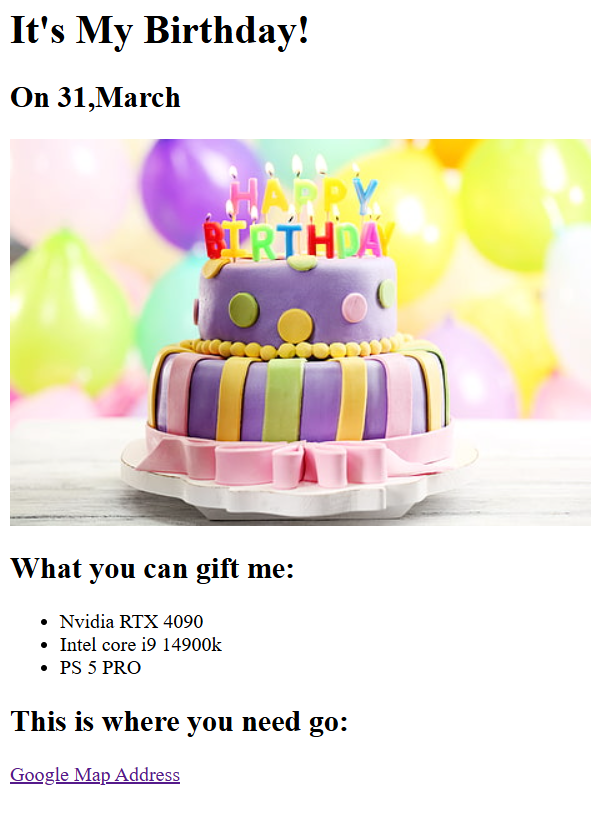 It's My Birthday!
On 31,March
HAPPY
BIRTHDAY
What you can gift me:
Nvidia RTX 4090
Intel core i9 14900k
PS 5 PRO
This is where you need go:
Google Map Address